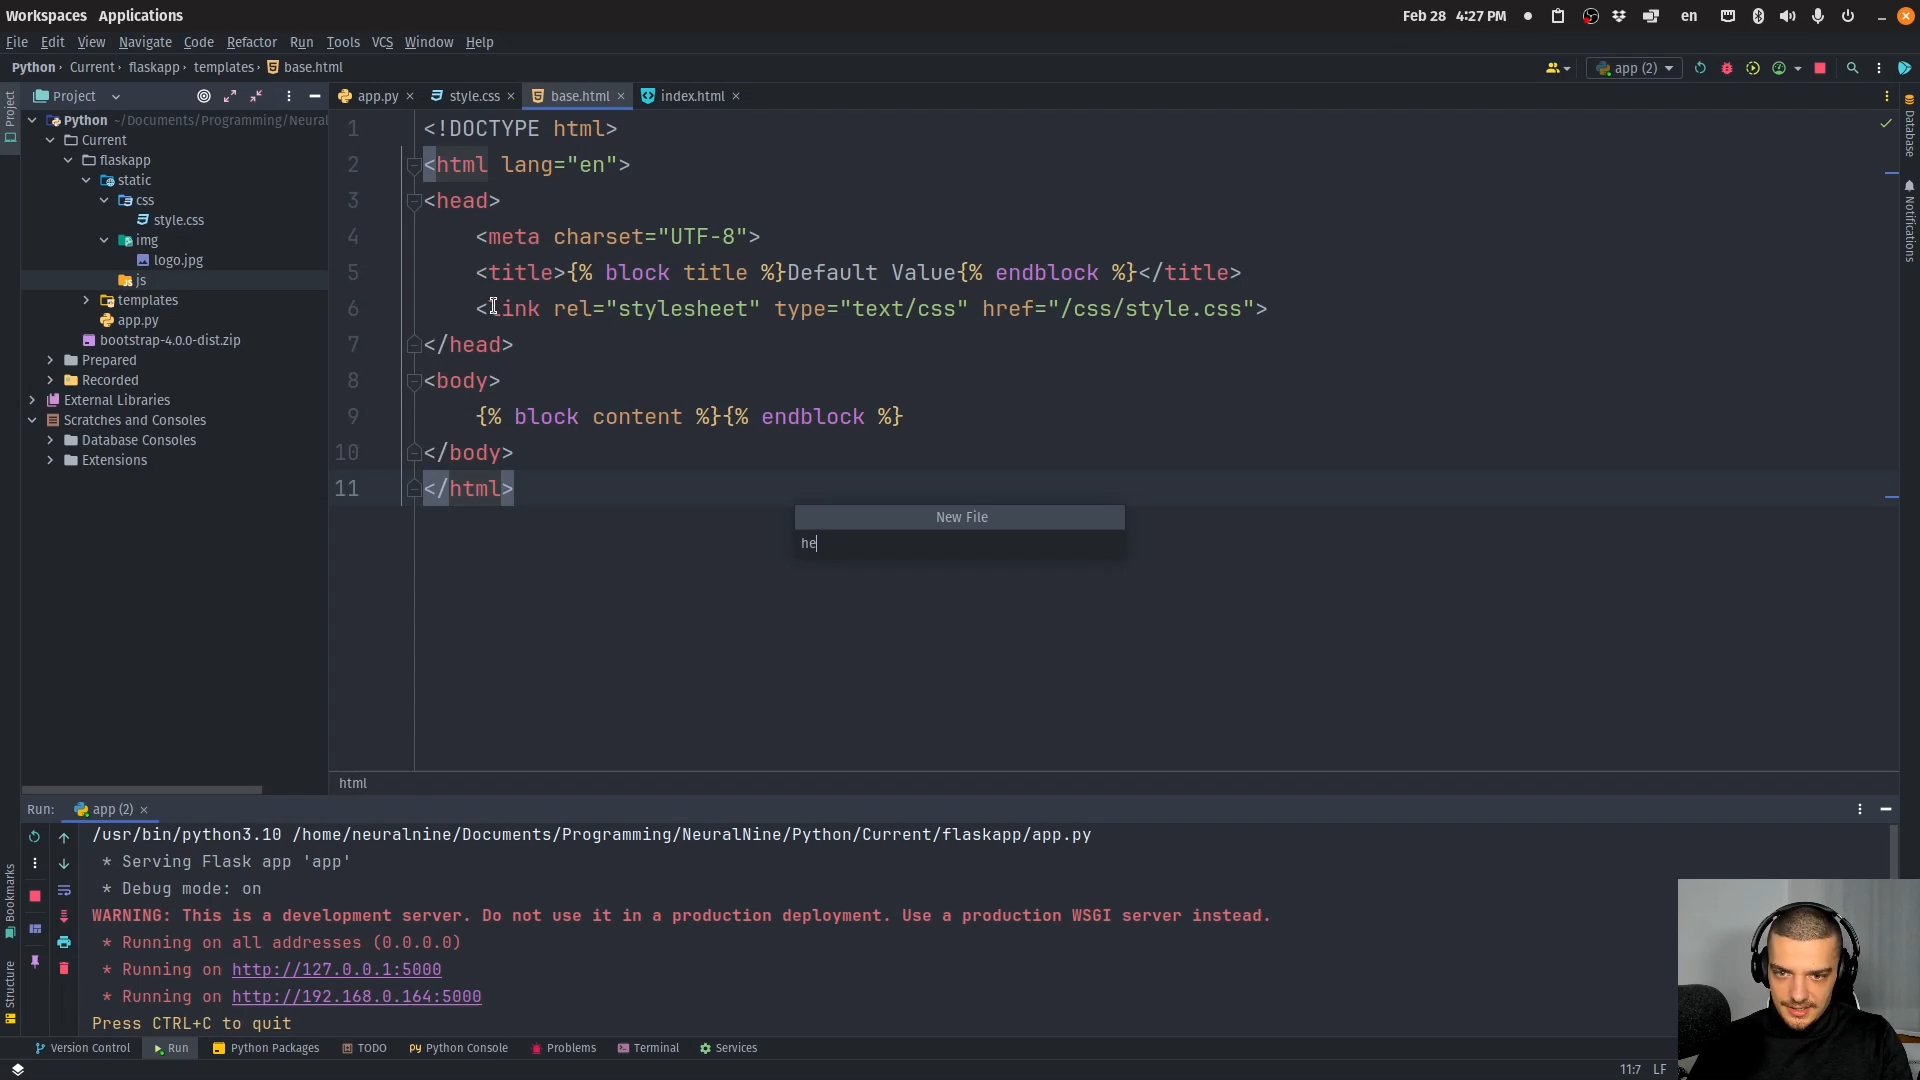 Workspaces Applications
Feb 28 4:27 PM
en
File Edit View Navigate Code Refactor Run Tools VCS Window Help
Python Current flaskapp templates base.html
app (2)
Project
Project
app.py
style.css
base.html
index.html
Python ~/Documents/Programming/Neural
Current
flaskapp
static
css
style.css
img
logo.jpg
js
templates
app.py
bootstrap-4.0.0-dist.zip
Prepared
Recorded
External Libraries
Scratches and Consoles
Database Consoles
Extensions
1 <!DOCTYPE html>
2 <html lang="en">
3 <head>
4 <meta charset="UTF-8">
5 <title>{% block title %}Default Value{% endblock %}</title>
6 <link rel="stylesheet" type="text/css" href="/css/style.css">
7 </head>
8 <body>
9 {% block content %}{% endblock %}
10 </body>
11 </html>
New File
he
html
Database
Notifications
Run: app (2)
/usr/bin/python3.10 /home/neuralnine/Documents/Programming/NeuralNine/Python/Current/flaskapp/app.py
* Serving Flask app 'app'
* Debug mode: on
WARNING: This is a development server. Do not use it in a production deployment. Use a production WSGI server instead.
* Running on all addresses (0.0.0.0)
* Running on http://127.0.0.1:5000
* Running on http://192.168.0.164:5000
Press CTRL+C to quit
Bookmarks
Structure
Version Control Run Python Packages TODO Python Console Problems Terminal Services
11:7 LF